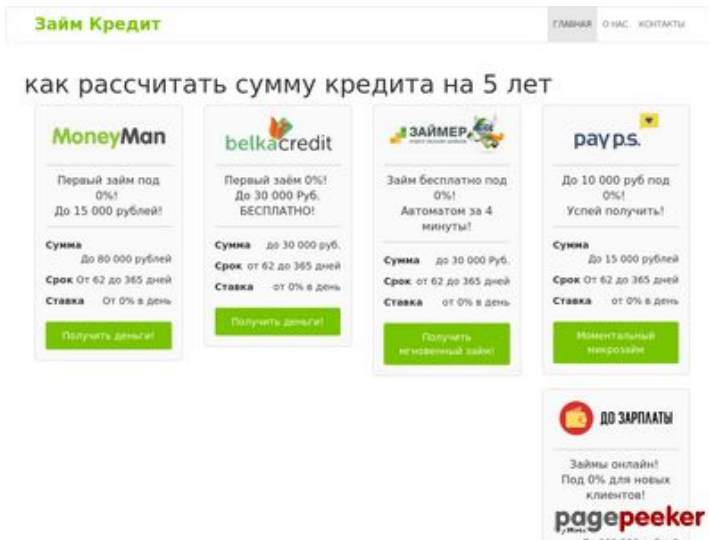 Займ Кредит
ГЛАВНАЯ О НАС КОНТАКТЫ
как рассчитать сумму кредита на 5 лет
MoneyMan
Первый займ под
0%!
До 15 000 рублей!
Сумма
До 80 000 рублей
Срок От 62 до 365 дней
Ставка От 0% в день
Получить деньги!
belkacredit
Первый заём 0%!
До 30 000 Руб.
БЕСПЛАТНО!
Сумма до 30 000 руб.
Срок от 62 до 365 дней
Ставка от 0% в день
Получить деньги!
ЗАЙМЕР
Займ бесплатно под
0%!
Автоматом за 4
минуты!
Сумма до 30 000 Руб.
Срок от 62 до 365 дней
Ставка от 0% в день
Получить
мгновенный займ!
pay p.s.
До 10 000 руб под
0%!
Успей получить!
Сумма
До 15 000 рублей
Срок От 62 до 365 дней
Ставка От 0% в день
Моментальный
микрозайм
ДО ЗАРПЛАТЫ
Займы онлайн!
Под 0% для новых
клиентов!
pagepeeker